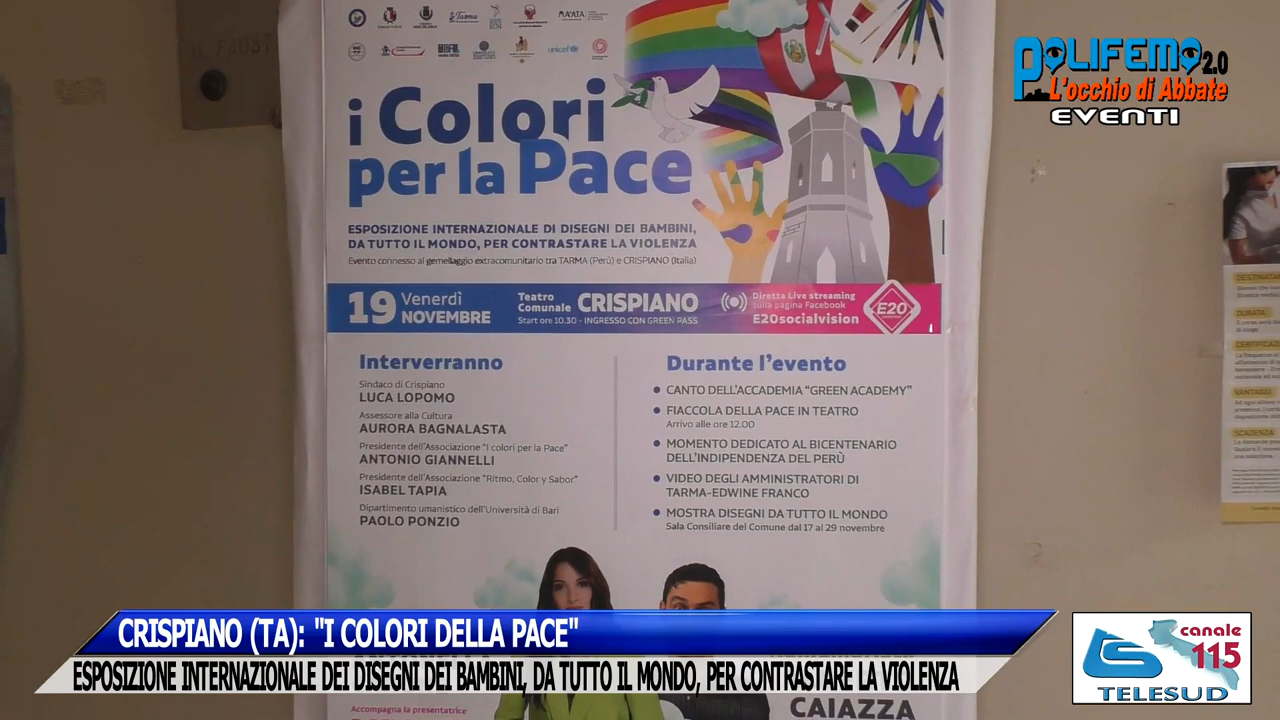 POLIFEMO 2.0
L'occhio di Abbate
EVENTI
unicef
i Colori
per la Pace
ESPOSIZIONE INTERNAZIONALE DI DISEGNI DEI BAMBINI,
DA TUTTO IL MONDO, PER CONTRASTARE LA VIOLENZA
Evento connesso al gemellaggio extracomunitario tra TARMA (Perù) e CRISPIANO (Italia)
19 Venerdì NOVEMBRE
Teatro Comunale CRISPIANO
Start ore 10.30 - INGRESSO CON GREEN PASS
Diretta Live streaming
sulla pagina Facebook
E20socialvision
E20
Interverranno
Sindaco di Crispiano
LUCA LOPOMO
Assessore alla Cultura
AURORA BAGNALASTA
Presidente dell'Associazione "I colori per la Pace"
ANTONIO GIANNELLI
Presidente dell'Associazione "Ritmo, Color y Sabor"
ISABEL TAPIA
Dipartimento umanistico dell'Università di Bari
PAOLO PONZIO
Durante l'evento
CANTO DELL'ACCADEMIA "GREEN ACADEMY"
FIACCOLA DELLA PACE IN TEATRO
Arrivo alle ore 12.00
MOMENTO DEDICATO AL BICENTENARIO
DELL'INDIPENDENZA DEL PERÙ
VIDEO DEGLI AMMINISTRATORI DI
TARMA-EDWINE FRANCO
MOSTRA DISEGNI DA TUTTO IL MONDO
Sala Consiliare del Comune dal 17 al 29 novembre
DURATA
VANTAGGI
SCADENZA
CRISPIANO (TA): "I COLORI DELLA PACE"
ESPOSIZIONE INTERNAZIONALE DEI DISEGNI DEI BAMBINI, DA TUTTO IL MONDO, PER CONTRASTARE LA VIOLENZA
Accompagna la presentatrice
CAIAZZA
canale
115
TELESUD